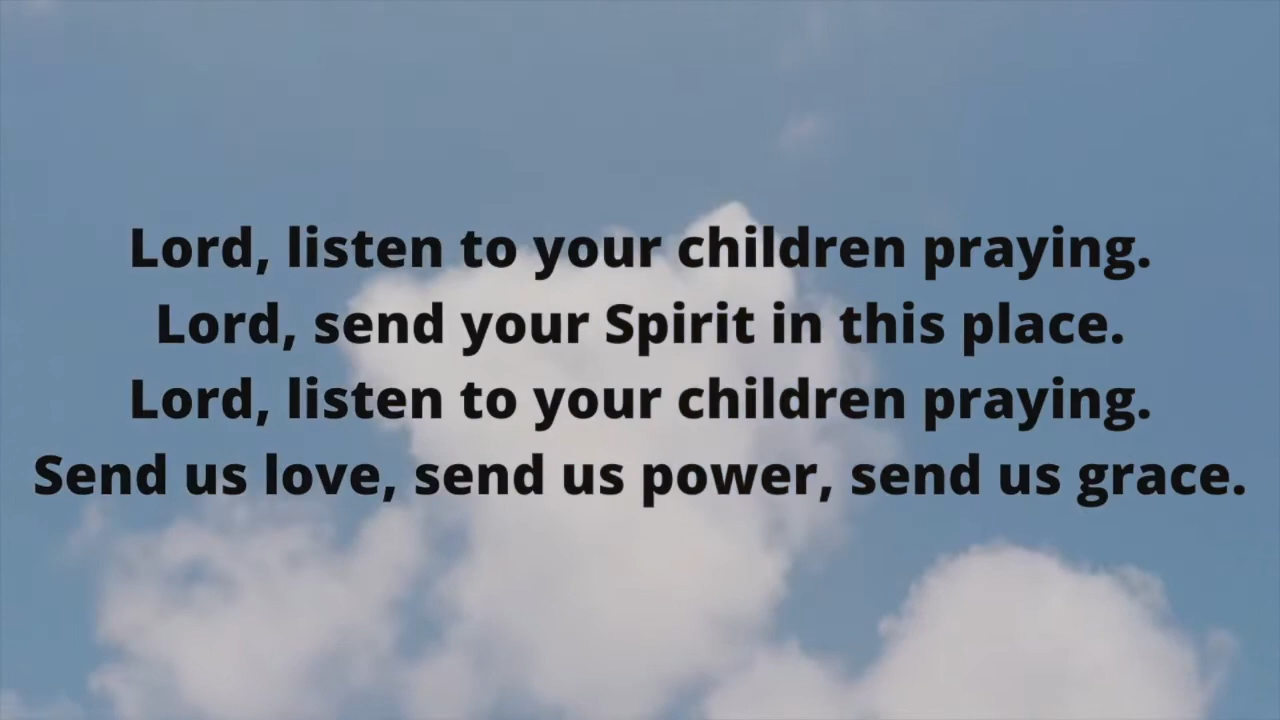 Lord, listen to your children praying.
Lord, send your Spirit in this place.
Lord, listen to your children praying.
Send us love, send us power, send us grace.